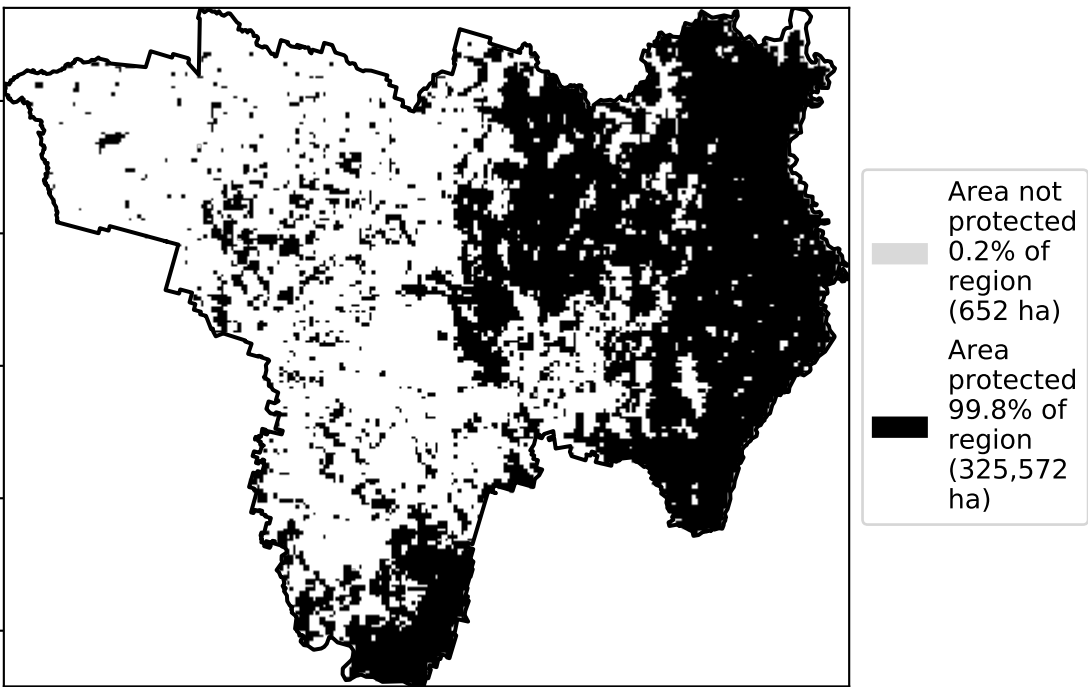 Area not
protected
0.2% of
region
(652 ha)
Area
protected
99.8% of
region
(325,572
ha)